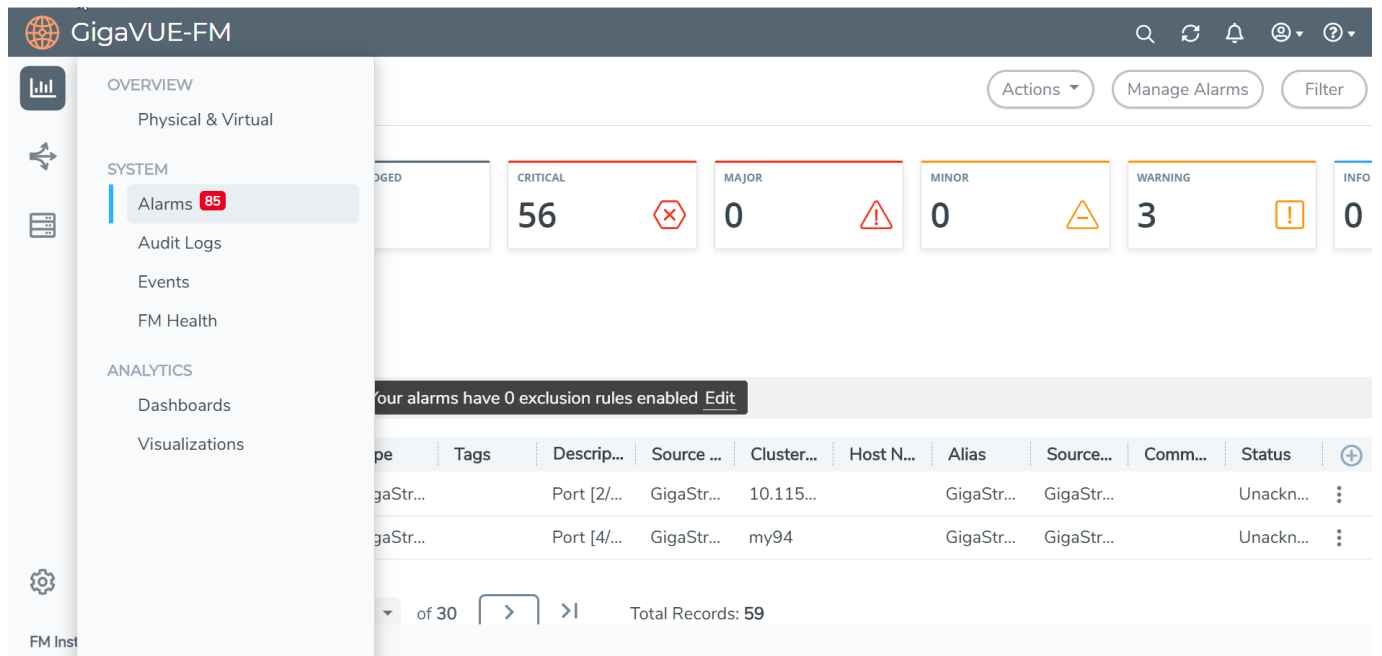 GigaVUE-FM
OVERVIEW
Physical & Virtual
SYSTEM
Alarms 85
Audit Logs
Events
FM Health
ANALYTICS
Dashboards
Visualizations
FM Inst
Actions Manage Alarms Filter
DGED CRITICAL MAJOR MINOR WARNING INFO
56 0 0 3 0
Your alarms have 0 exclusion rules enabled Edit
pe Tags Descrip... Source ... Cluster... Host N... Alias Source... Comm... Status
gaStr... Port [2/... GigaStr... 10.115... GigaStr... GigaStr... Unackn...
gaStr... Port [4/... GigaStr... my94 GigaStr... GigaStr... Unackn...
of 30 Total Records: 59